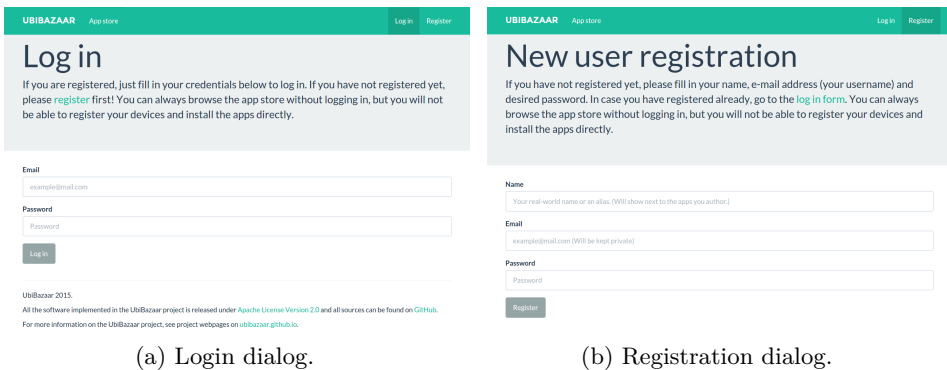 UBIBAZAAR App store Log in Register
Log in
If you are registered, just fill in your credentials below to log in. If you have not registered yet,
please register first! You can always browse the app store without logging in, but you will not
be able to register your devices and install the apps directly.
Email
example@mail.com
Password
Password
Log in
UbiBazaar 2015.
All the software implemented in the UbiBazaar project is released under Apache License Version 2.0 and all sources can be found on GitHub.
For more information on the UbiBazaar project, see project webpages on ubibazaar.github.io.
(a) Login dialog.
UBIBAZAAR App store Log in Register
New user registration
If you have not registered yet, please fill in your name, e-mail address (your username) and
desired password. In case you have registered already, go to the log in form. You can always
browse the app store without logging in, but you will not be able to register your devices and
install the apps directly.
Name
Your real-world name or an alias. (Will show next to the apps you author.)
Email
example@mail.com (Will be kept private)
Password
Password
Register
(b) Registration dialog.